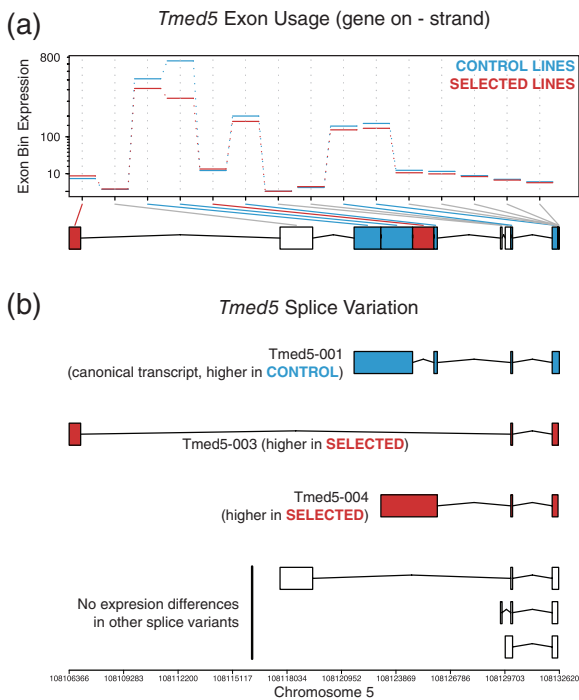 (a)
Tmed5 Exon Usage (gene on - strand)
Exon Bin Expression
800
100
10
CONTROL LINES
SELECTED LINES
(b)
Tmed5 Splice Variation
Tmed5-001
(canonical transcript, higher in CONTROL)
Tmed5-003 (higher in SELECTED)
Tmed5-004
(higher in SELECTED)
No expresion differences
in other splice variants
108106366 108109283 108112200 108115117 108118034 108120952 108123869 108126786 108129703 108132620
Chromosome 5